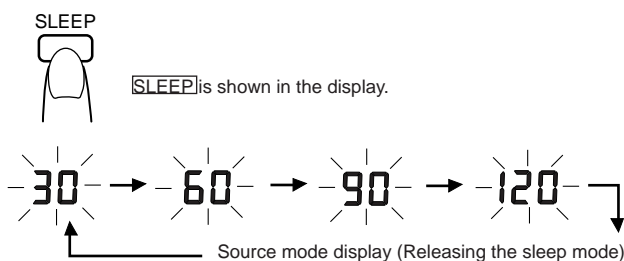 SLEEP
SLEEP is shown in the display.
30 60 90 120
Source mode display (Releasing the sleep mode)